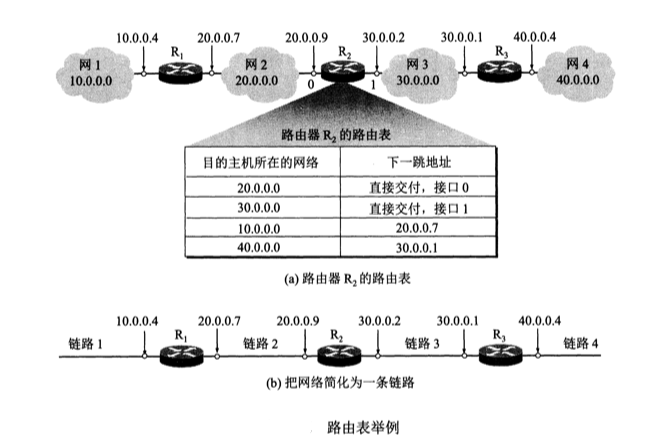 10.0.0.4 R₁ 20.0.0.7 20.0.0.9 R₂ 30.0.0.2 30.0.0.1 R₃ 40.0.0.4
网 1 网 2 网 3 网 4
10.0.0.0 20.0.0.0 0 1 30.0.0.0 40.0.0.0
路由器 R₂ 的路由表
目的主机所在的网络 下一跳地址
20.0.0.0 直接交付，接口 0
30.0.0.0 直接交付，接口 1
10.0.0.0 20.0.0.7
40.0.0.0 30.0.0.1
(a) 路由器 R₂ 的路由表
10.0.0.4 R₁ 20.0.0.7 20.0.0.9 R₂ 30.0.0.2 30.0.0.1 R₃ 40.0.0.4
链路 1 链路 2 链路 3 链路 4
(b) 把网络简化为一条链路
路由表举例